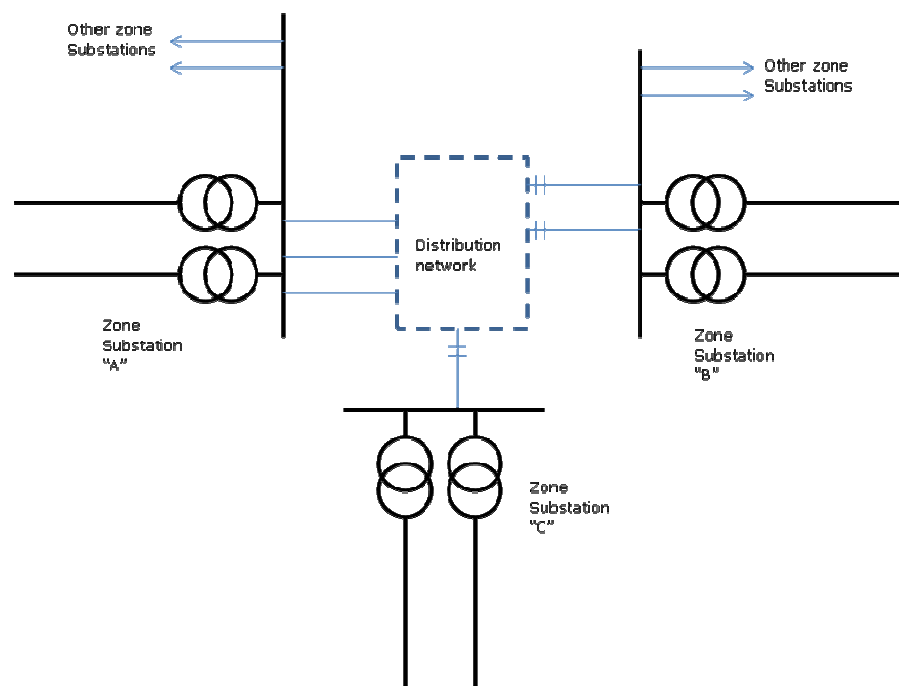 Other zone
Substations
Other zone
Substations
Distribution
network
Zone
Substation
"A"
Zone
Substation
"B"
Zone
Substation
"C"